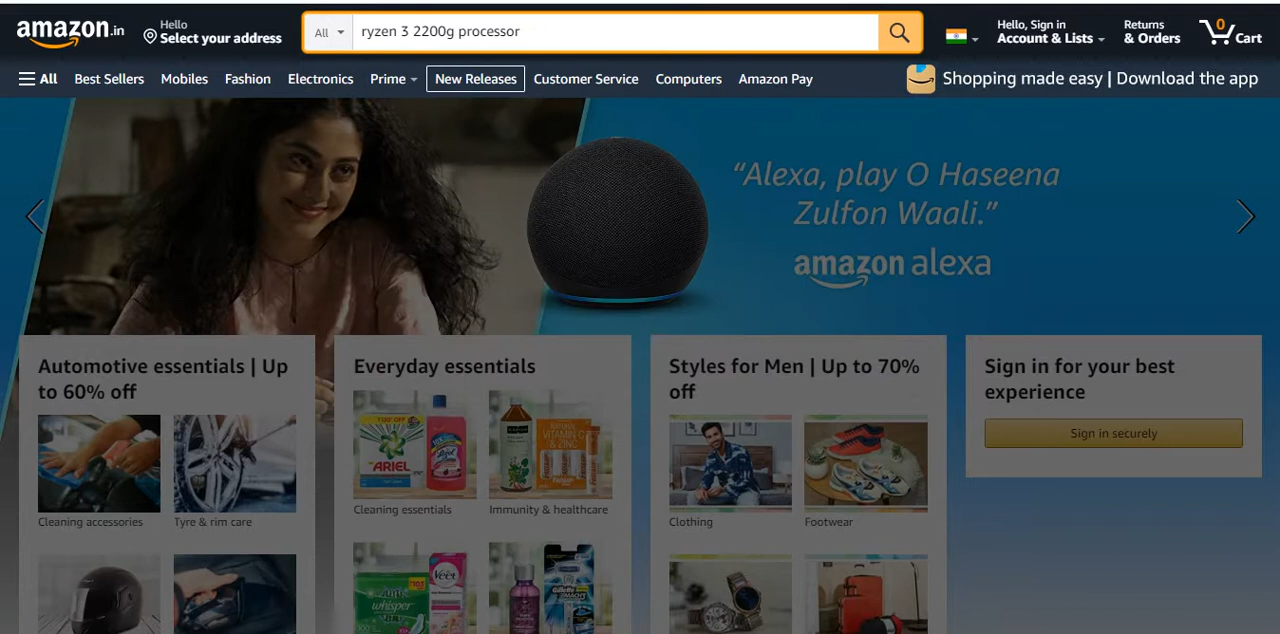 amazon.in
Hello
Select your address
All
ryzen 3 2200g processor
Hello, Sign in
Account & Lists
Returns
& Orders
0
Cart
All
Best Sellers
Mobiles
Fashion
Electronics
Prime
New Releases
Customer Service
Computers
Amazon Pay
Shopping made easy | Download the app
“Alexa, play O Haseena
Zulfon Waali.”
amazon alexa
Automotive essentials | Up
to 60% off
Cleaning accessories
Tyre & rim care
Everyday essentials
ARIEL
Cleaning essentials
VITAMIN C
& ZINC
Immunity & healthcare
whisper
Veet
Gillette
MACH
Styles for Men | Up to 70%
off
Clothing
Footwear
Sign in for your best
experience
Sign in securely